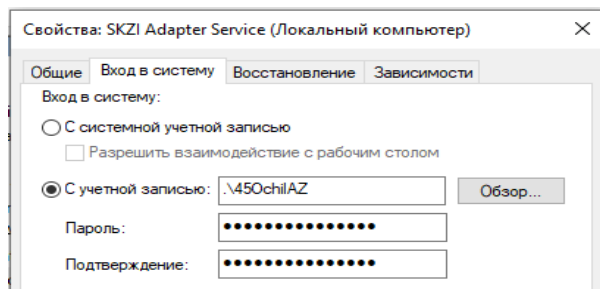 Свойства: SKZI Adapter Service (Локальный компьютер)
Общие Вход в систему Восстановление Зависимости
Вход в систему:
С системной учетной записью
Разрешить взаимодействие с рабочим столом
С учетной записью: .\45OchilAZ Обзор...
Пароль: •••••••••••••••
Подтверждение: •••••••••••••••